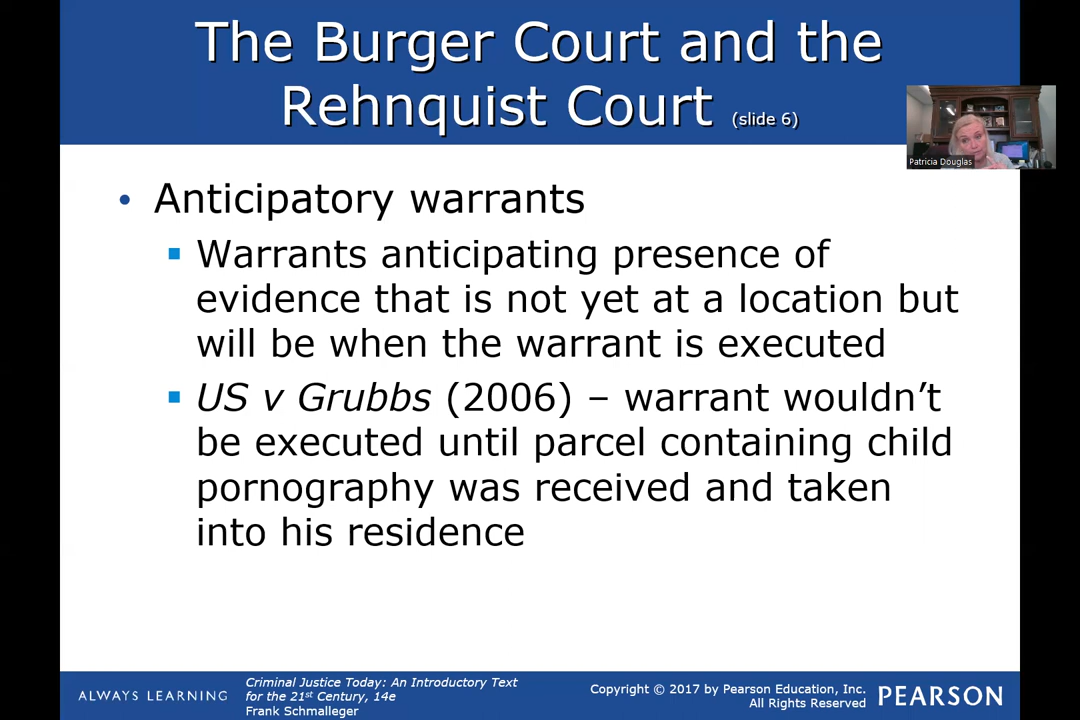 The Burger Court and the
Rehnquist Court (slide 6)
Patricia Douglas
• Anticipatory warrants
▪ Warrants anticipating presence of
evidence that is not yet at a location but
will be when the warrant is executed
▪ US v Grubbs (2006) – warrant wouldn’t
be executed until parcel containing child
pornography was received and taken
into his residence
ALWAYS LEARNING
Criminal Justice Today: An Introductory Text
for the 21st Century, 14e
Frank Schmalleger
Copyright © 2017 by Pearson Education, Inc.
All Rights Reserved
PEARSON